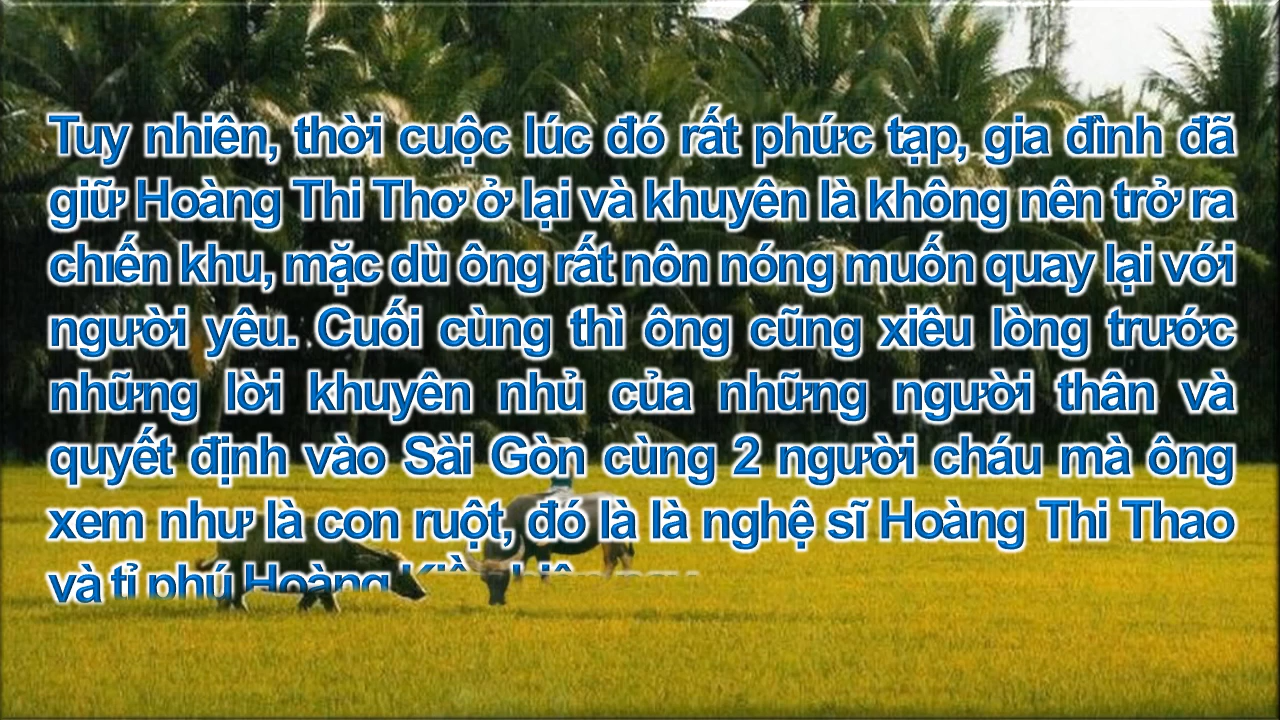 Tuy nhiên, thời cuộc lúc đó rất phức tạp, gia đình đã
giữ Hoàng Thi Thơ ở lại và khuyên là không nên trở ra
chiến khu, mặc dù ông rất nôn nóng muốn quay lại với
người yêu. Cuối cùng thì ông cũng xiêu lòng trước
những lời khuyên nhủ của những người thân và
quyết định vào Sài Gòn cùng 2 người cháu mà ông
xem như là con ruột, đó là là nghệ sĩ Hoàng Thi Thao
và tỉ phú Hoàng